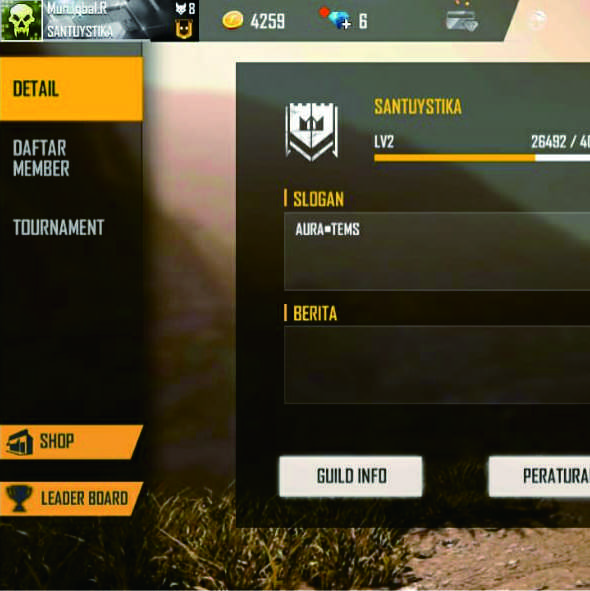 Muh.Iqbal.R
SANTUYSTIKA
8
4259
6
DETAIL
DAFTAR
MEMBER
TOURNAMENT
SHOP
LEADER BOARD
SANTUYSTIKA
LV2
26492 / 40
SLOGAN
AURA▪TEMS
BERITA
GUILD INFO
PERATURA